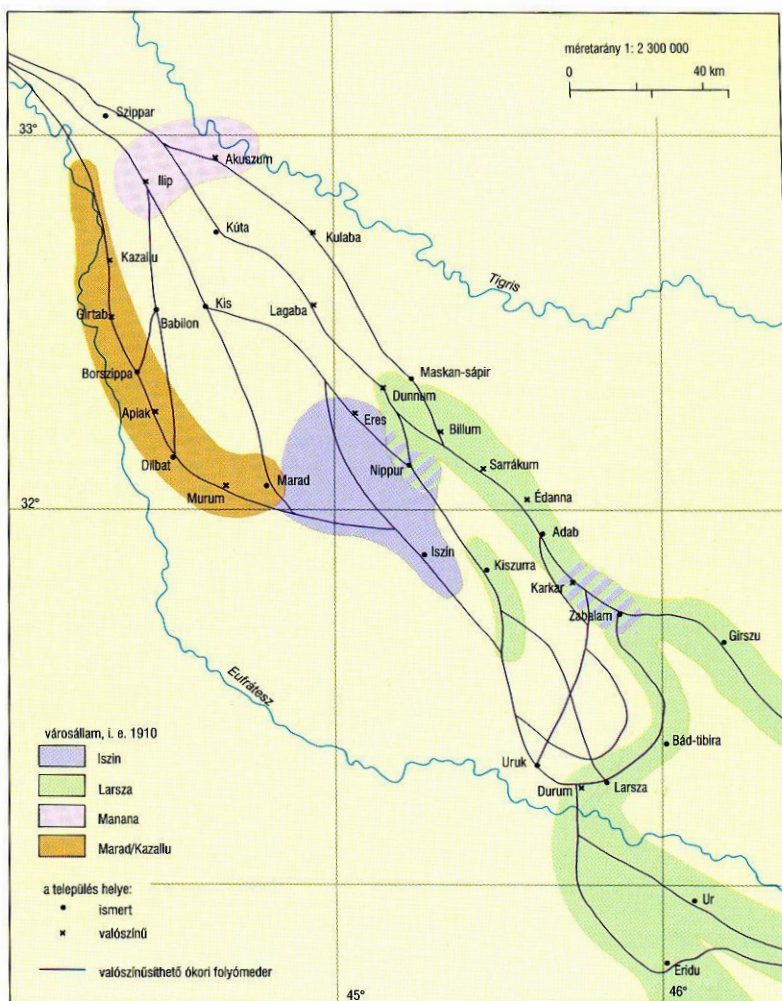 méretarány 1: 2 300 000
0 40 km
Szippar
33°
Akuszum
Ilip
Kúta
Kulaba
Kazallu
Tigris
Girtab
Babilon
Kis
Lagaba
Borszippa
Maskan-sápir
Dunnum
Apiak
Eres
Billum
Dilbat
Nippur
Sarrákum
Murum
Marad
Édanna
32°
Adab
Iszin
Kiszurra
Karkar
Zabalam
Girszu
Eufrátesz
városállam, i. e. 1910
Iszin
Larsza
Manana
Marad/Kazallu
Bád-tibira
Uruk
Durum
Larsza
a település helye:
ismert
valószínű
Ur
valószínűsíthető ókori folyómeder
Eridu
45°
46°